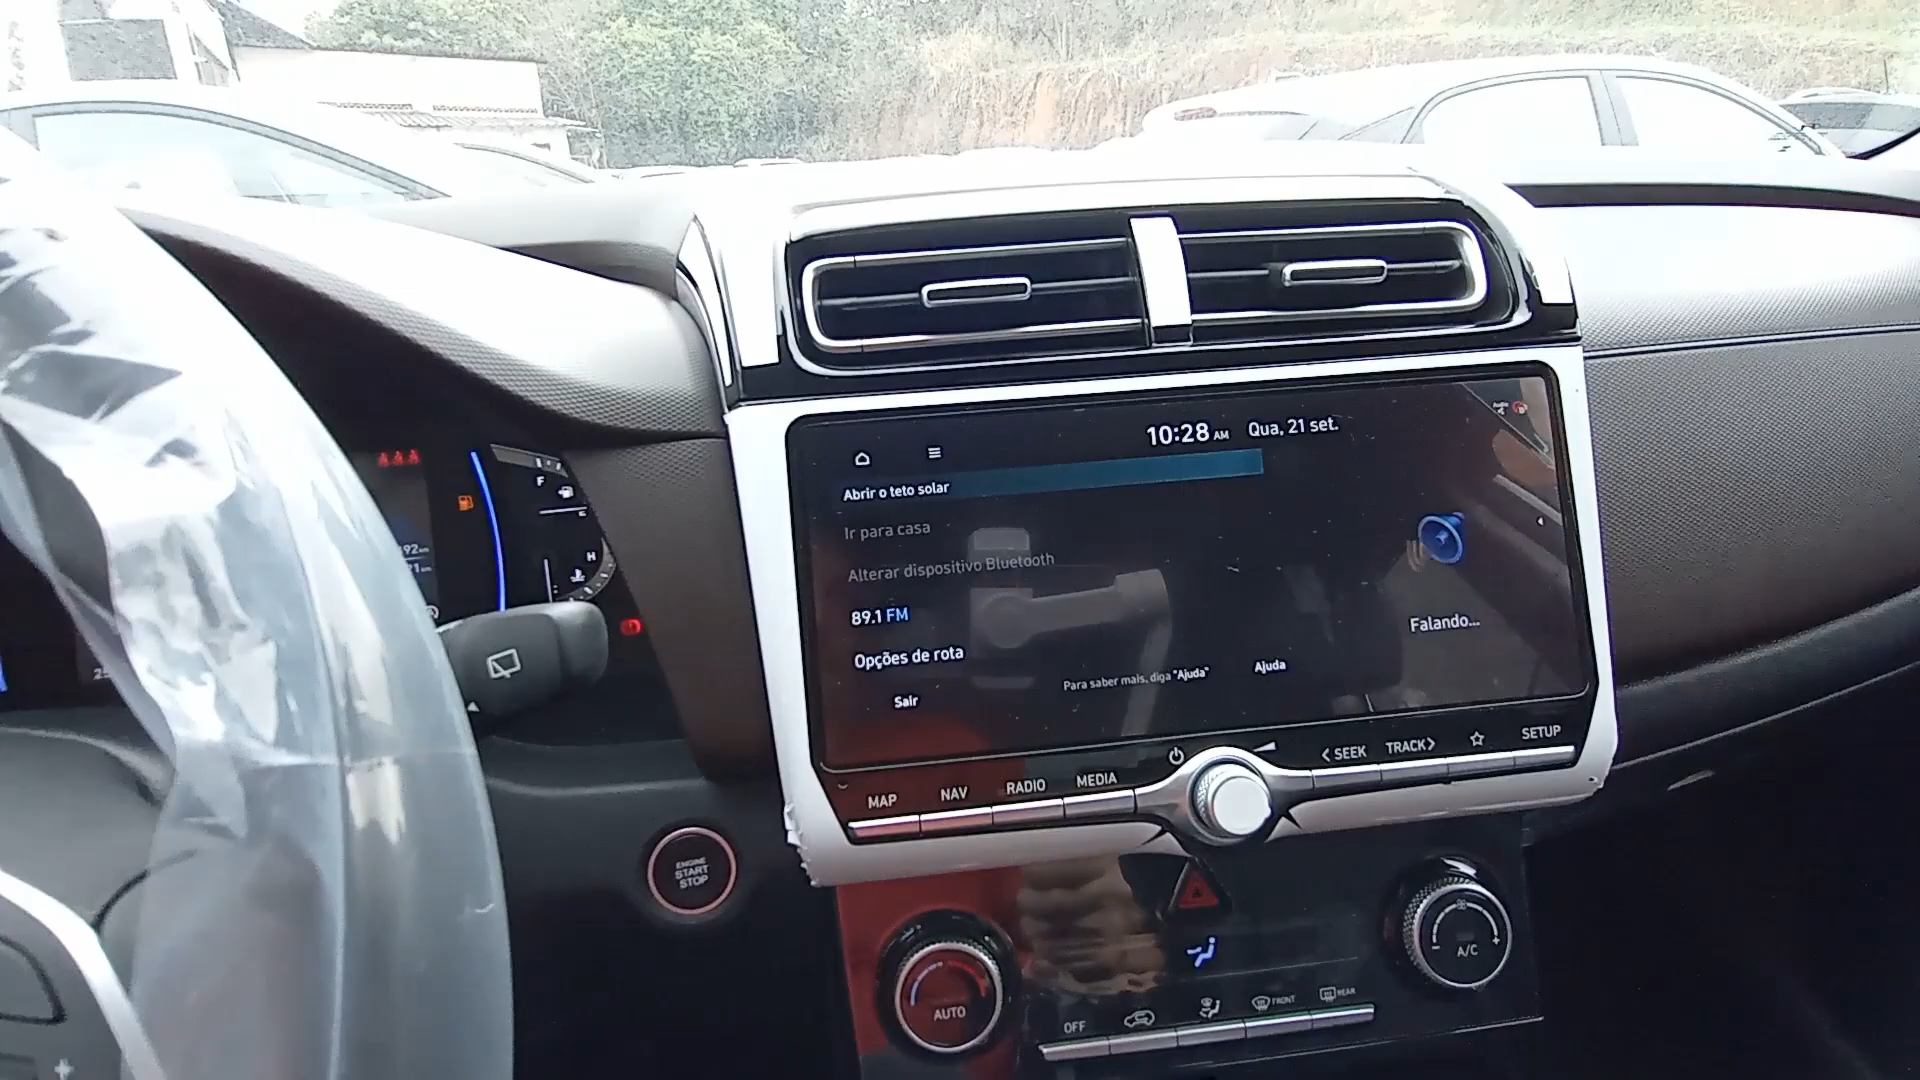 10:28 AM Qua, 21 set.
Abrir o teto solar
Ir para casa
Alterar dispositivo Bluetooth
89.1 FM
Opções de rota
Sair
Para saber mais, diga "Ajuda"
Ajuda
Falando...
MAP NAV RADIO MEDIA
< SEEK TRACK > SETUP
F
H
ENGINE
START
STOP
AUTO
A/C
OFF
FRONT
REAR